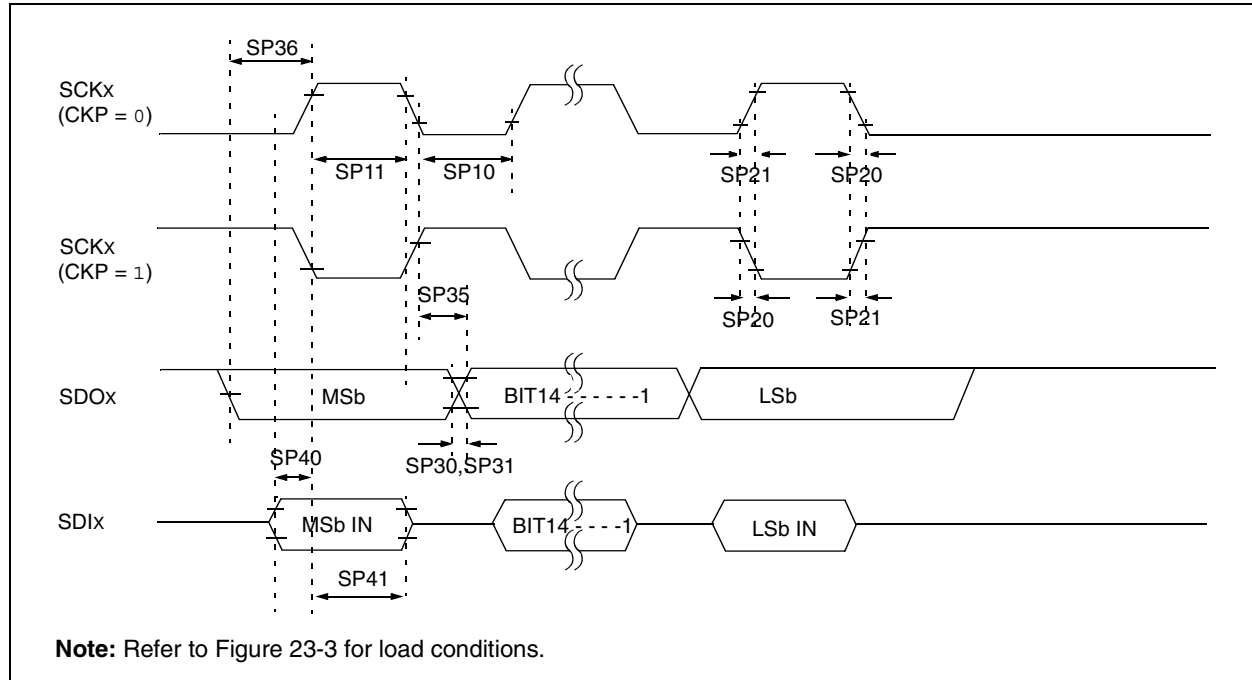 SP36
SCKx
(CKP = 0)
SP11
SP10
SP21
SP20
SCKx
(CKP = 1)
SP35
SP20
SP21
SDOx
MSb
BIT14 - - - - - -1
LSb
SP40
SP30,SP31
SDIx
MSb IN
BIT14 - - - - -1
LSb IN
SP41
Note: Refer to Figure 23-3 for load conditions.